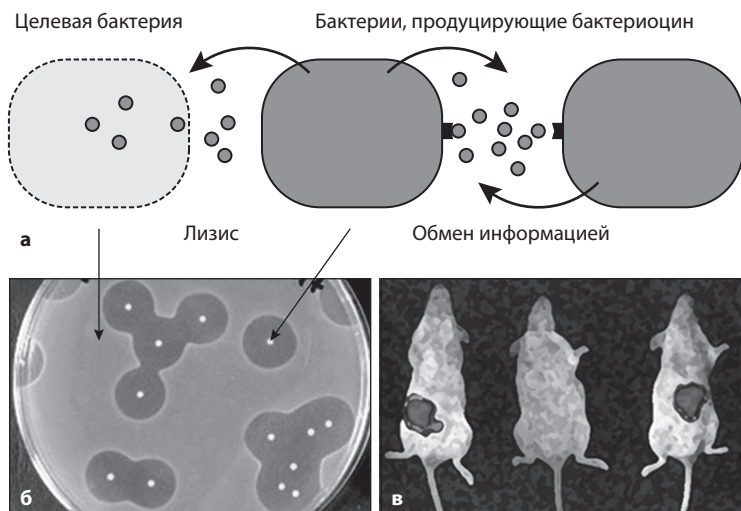 Целевая бактерия
Бактерии, продуцирующие бактериоцин
а
Лизис
Обмен информацией
б
в